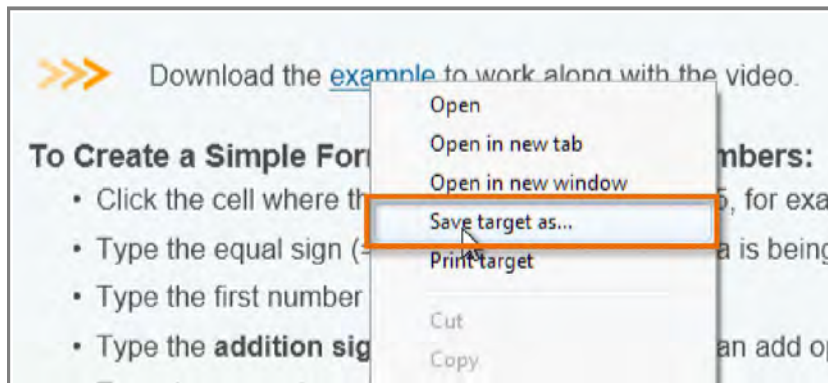 Download the example to work along with the video.
Open
To Create a Simple For mbers:
Open in new tab
Open in new window
Click the cell where th 5, for exa
Save target as...
Type the equal sign (= a is being
Print target
Type the first number
Cut
Type the addition sig an add op
Copy